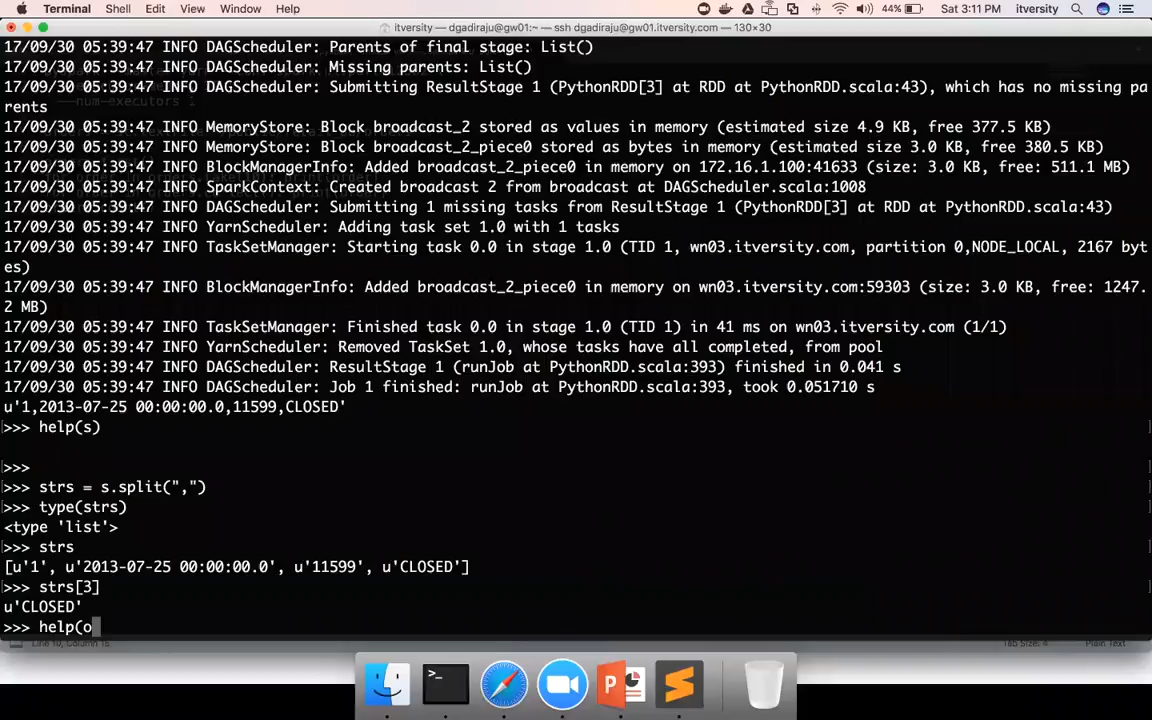 Terminal Shell Edit View Window Help 44% Sat 3:11 PM itversity
itversity — dgadiraju@gw01:~ — ssh dgadiraju@gw01.itversity.com — 130×30
17/09/30 05:39:47 INFO DAGScheduler: Parents of final stage: List()
17/09/30 05:39:47 INFO DAGScheduler: Missing parents: List()
17/09/30 05:39:47 INFO DAGScheduler: Submitting ResultStage 1 (PythonRDD[3] at RDD at PythonRDD.scala:43), which has no missing pa
rents
17/09/30 05:39:47 INFO MemoryStore: Block broadcast_2 stored as values in memory (estimated size 4.9 KB, free 377.5 KB)
17/09/30 05:39:47 INFO MemoryStore: Block broadcast_2_piece0 stored as bytes in memory (estimated size 3.0 KB, free 380.5 KB)
17/09/30 05:39:47 INFO BlockManagerInfo: Added broadcast_2_piece0 in memory on 172.16.1.100:41633 (size: 3.0 KB, free: 511.1 MB)
17/09/30 05:39:47 INFO SparkContext: Created broadcast 2 from broadcast at DAGScheduler.scala:1008
17/09/30 05:39:47 INFO DAGScheduler: Submitting 1 missing tasks from ResultStage 1 (PythonRDD[3] at RDD at PythonRDD.scala:43)
17/09/30 05:39:47 INFO YarnScheduler: Adding task set 1.0 with 1 tasks
17/09/30 05:39:47 INFO TaskSetManager: Starting task 0.0 in stage 1.0 (TID 1, wn03.itversity.com, partition 0,NODE_LOCAL, 2167 byt
es)
17/09/30 05:39:47 INFO BlockManagerInfo: Added broadcast_2_piece0 in memory on wn03.itversity.com:59303 (size: 3.0 KB, free: 1247.
2 MB)
17/09/30 05:39:47 INFO TaskSetManager: Finished task 0.0 in stage 1.0 (TID 1) in 41 ms on wn03.itversity.com (1/1)
17/09/30 05:39:47 INFO YarnScheduler: Removed TaskSet 1.0, whose tasks have all completed, from pool
17/09/30 05:39:47 INFO DAGScheduler: ResultStage 1 (runJob at PythonRDD.scala:393) finished in 0.041 s
17/09/30 05:39:47 INFO DAGScheduler: Job 1 finished: runJob at PythonRDD.scala:393, took 0.051710 s
u'1,2013-07-25 00:00:00.0,11599,CLOSED'
>>> help(s)
>>>
>>> strs = s.split(",")
>>> type(strs)
<type 'list'>
>>> strs
[u'1', u'2013-07-25 00:00:00.0', u'11599', u'CLOSED']
>>> strs[3]
u'CLOSED'
>>> help(o
Line 10, Column 15 Tab Size: 4 Plain Text